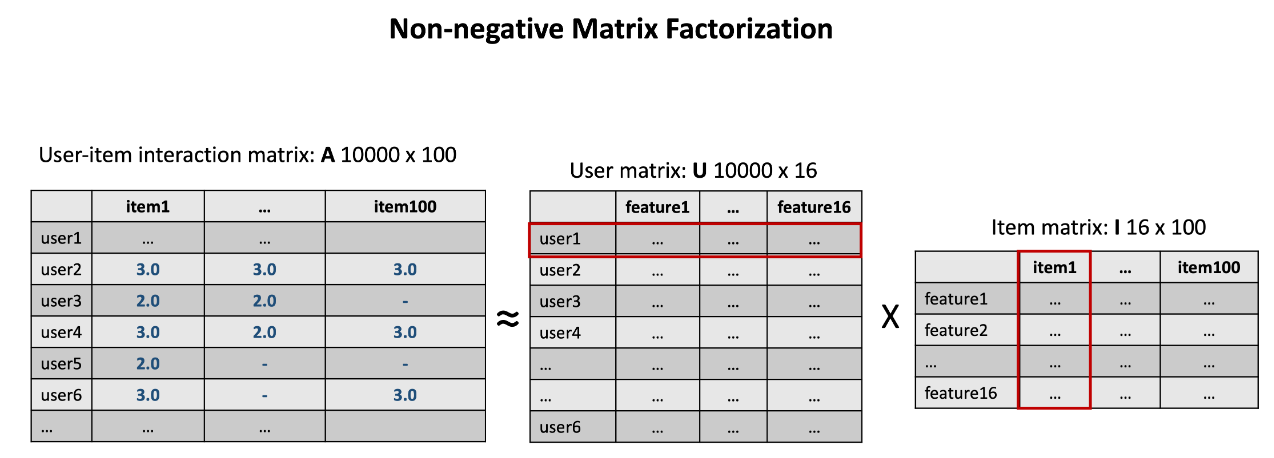 Non-negative Matrix Factorization
User-item interaction matrix: A 10000 x 100
item1 ... item100
user1 ... ...
user2 3.0 3.0 3.0
user3 2.0 2.0 -
user4 3.0 2.0 3.0
user5 2.0 - -
user6 3.0 - 3.0
... ... ...
≈
User matrix: U 10000 x 16
feature1 ... feature16
user1 ... ... ...
user2 ... ... ...
user3 ... ... ...
user4 ... ... ...
... ... ... ...
... ... ... ...
user6 ... ... ...
X
Item matrix: I 16 x 100
item1 ... item100
feature1 ... ... ...
feature2 ... ... ...
... ... ... ...
feature16 ... ... ...